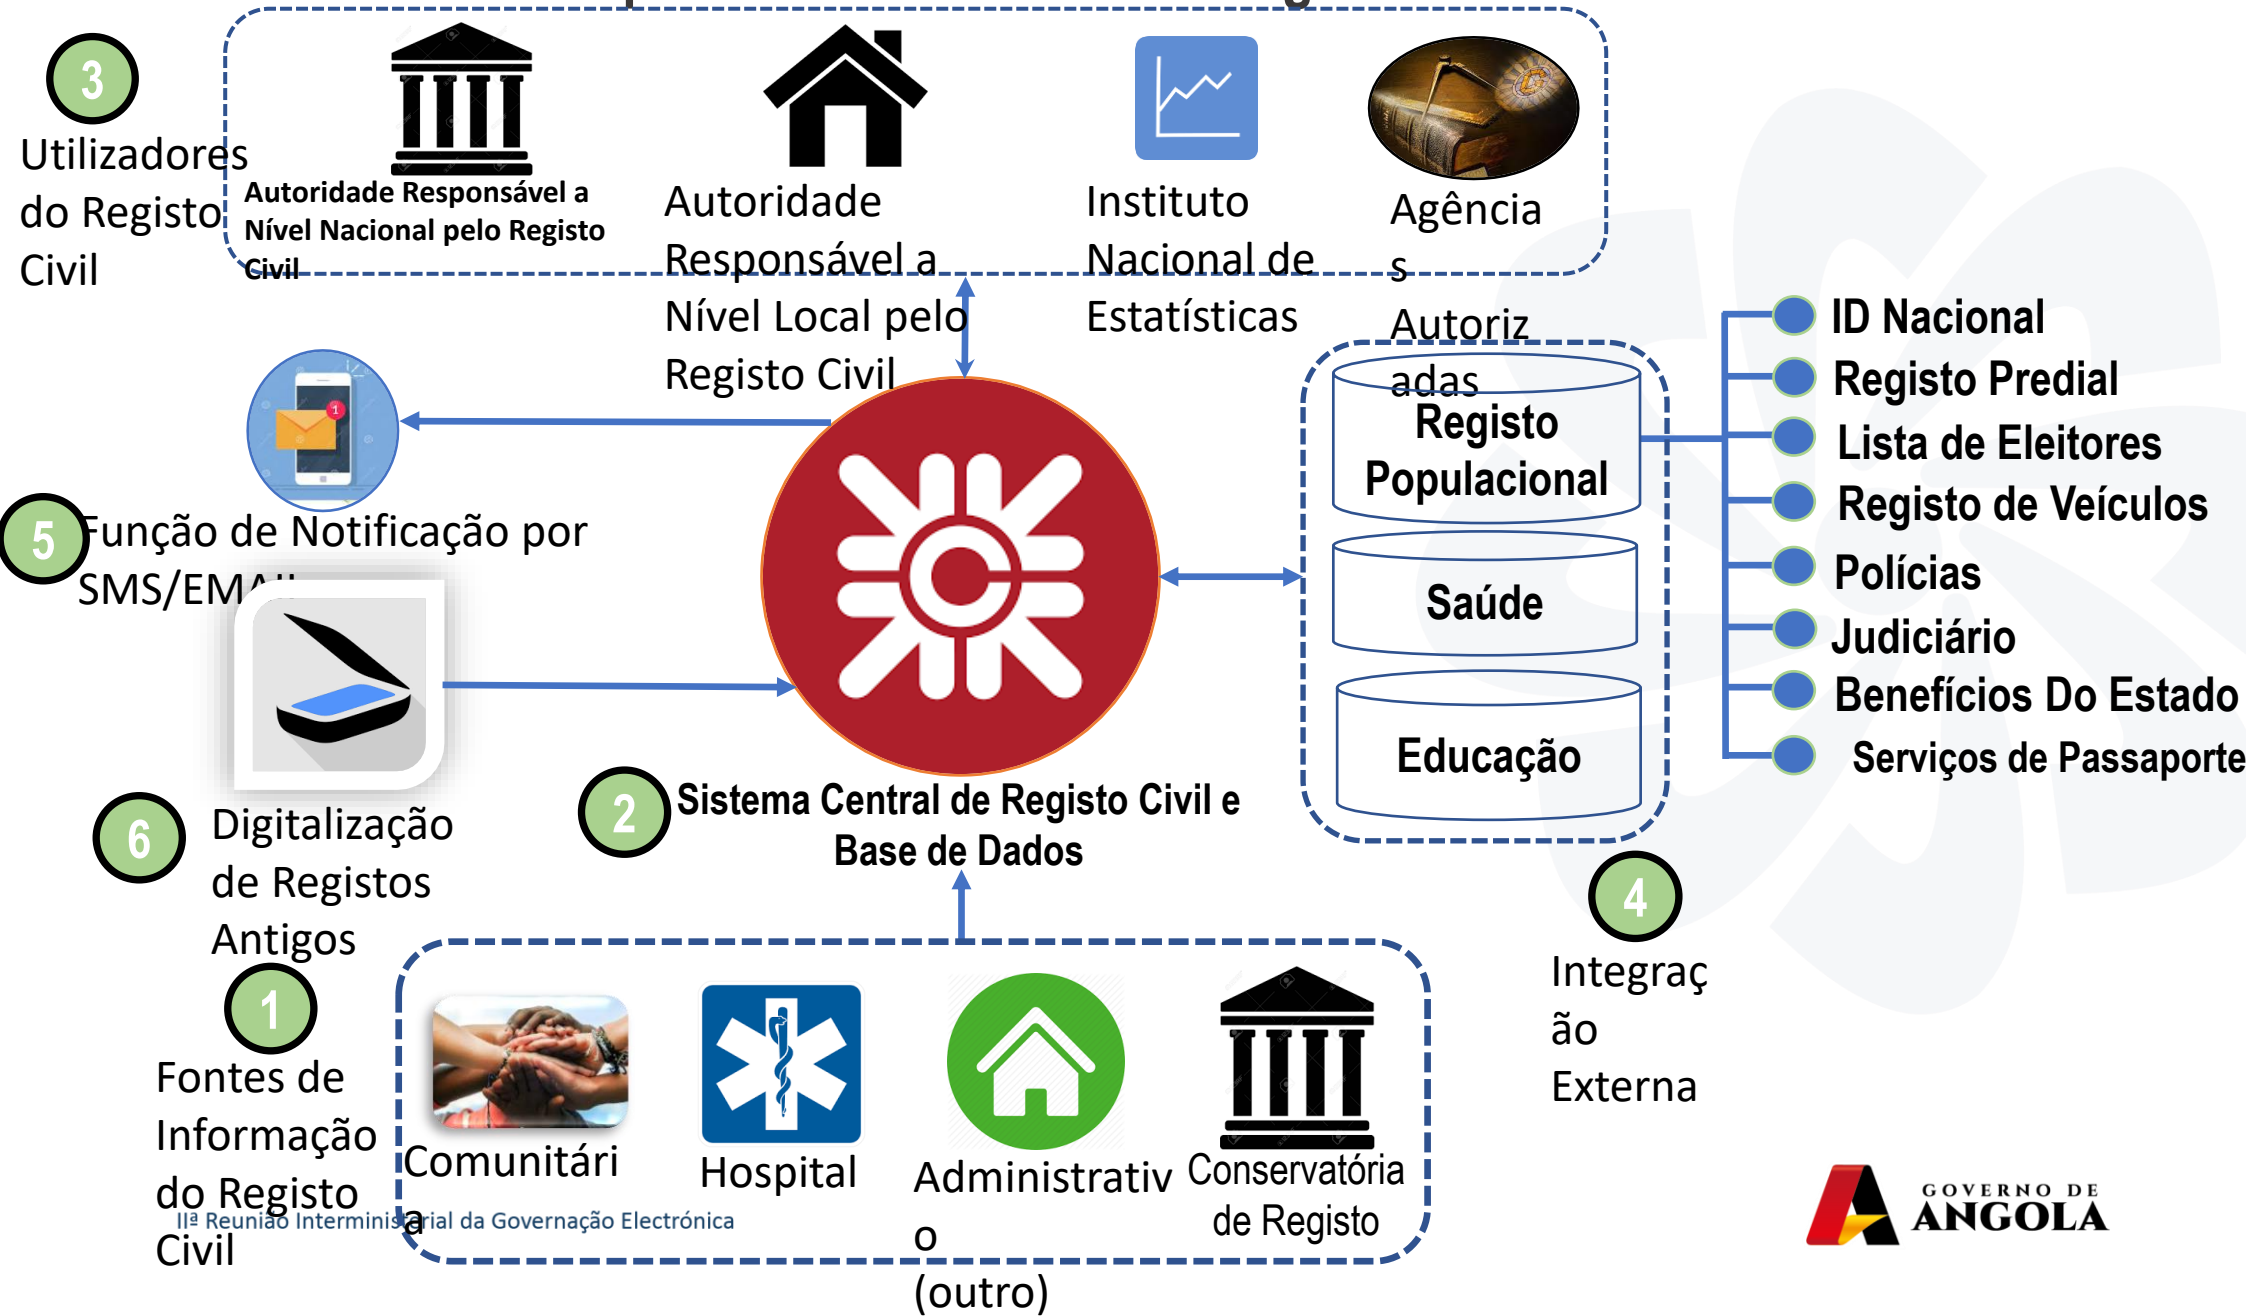 3
Utilizadores
do Registo
Civil
Autoridade Responsável a
Nível Nacional pelo Registo
Civil
Autoridade
Responsável a
Nível Local pelo
Registo Civil
Instituto
Nacional de
Estatísticas
Agência
s
Autoriz
adas
ID Nacional
Registo Predial
Lista de Eleitores
Registo de Veículos
Polícias
Judiciário
Benefícios Do Estado
Serviços de Passaporte
Registo
Populacional
Saúde
Educação
1
5
Função de Notificação por
SMS/EMAIL
6
Digitalização
de Registos
Antigos
2
Sistema Central de Registo Civil e
Base de Dados
4
Integraç
ão
Externa
1
Fontes de
Informação
do Registo
Civil
Comunitári
a
Hospital
Administrativ
o
(outro)
Conservatória
de Registo
IIª Reunião Interministerial da Governação Electrónica
GOVERNO DE
ANGOLA